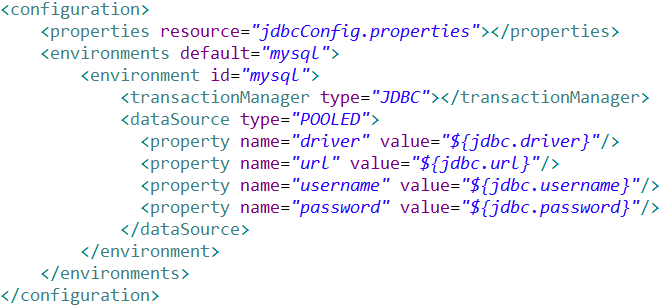 <configuration>
<properties resource="jdbcConfig.properties"></properties>
<environments default="mysql">
<environment id="mysql">
<transactionManager type="JDBC"></transactionManager>
<dataSource type="POOLED">
<property name="driver" value="${jdbc.driver}"/>
<property name="url" value="${jdbc.url}"/>
<property name="username" value="${jdbc.username}"/>
<property name="password" value="${jdbc.password}"/>
</dataSource>
</environment>
</environments>
</configuration>